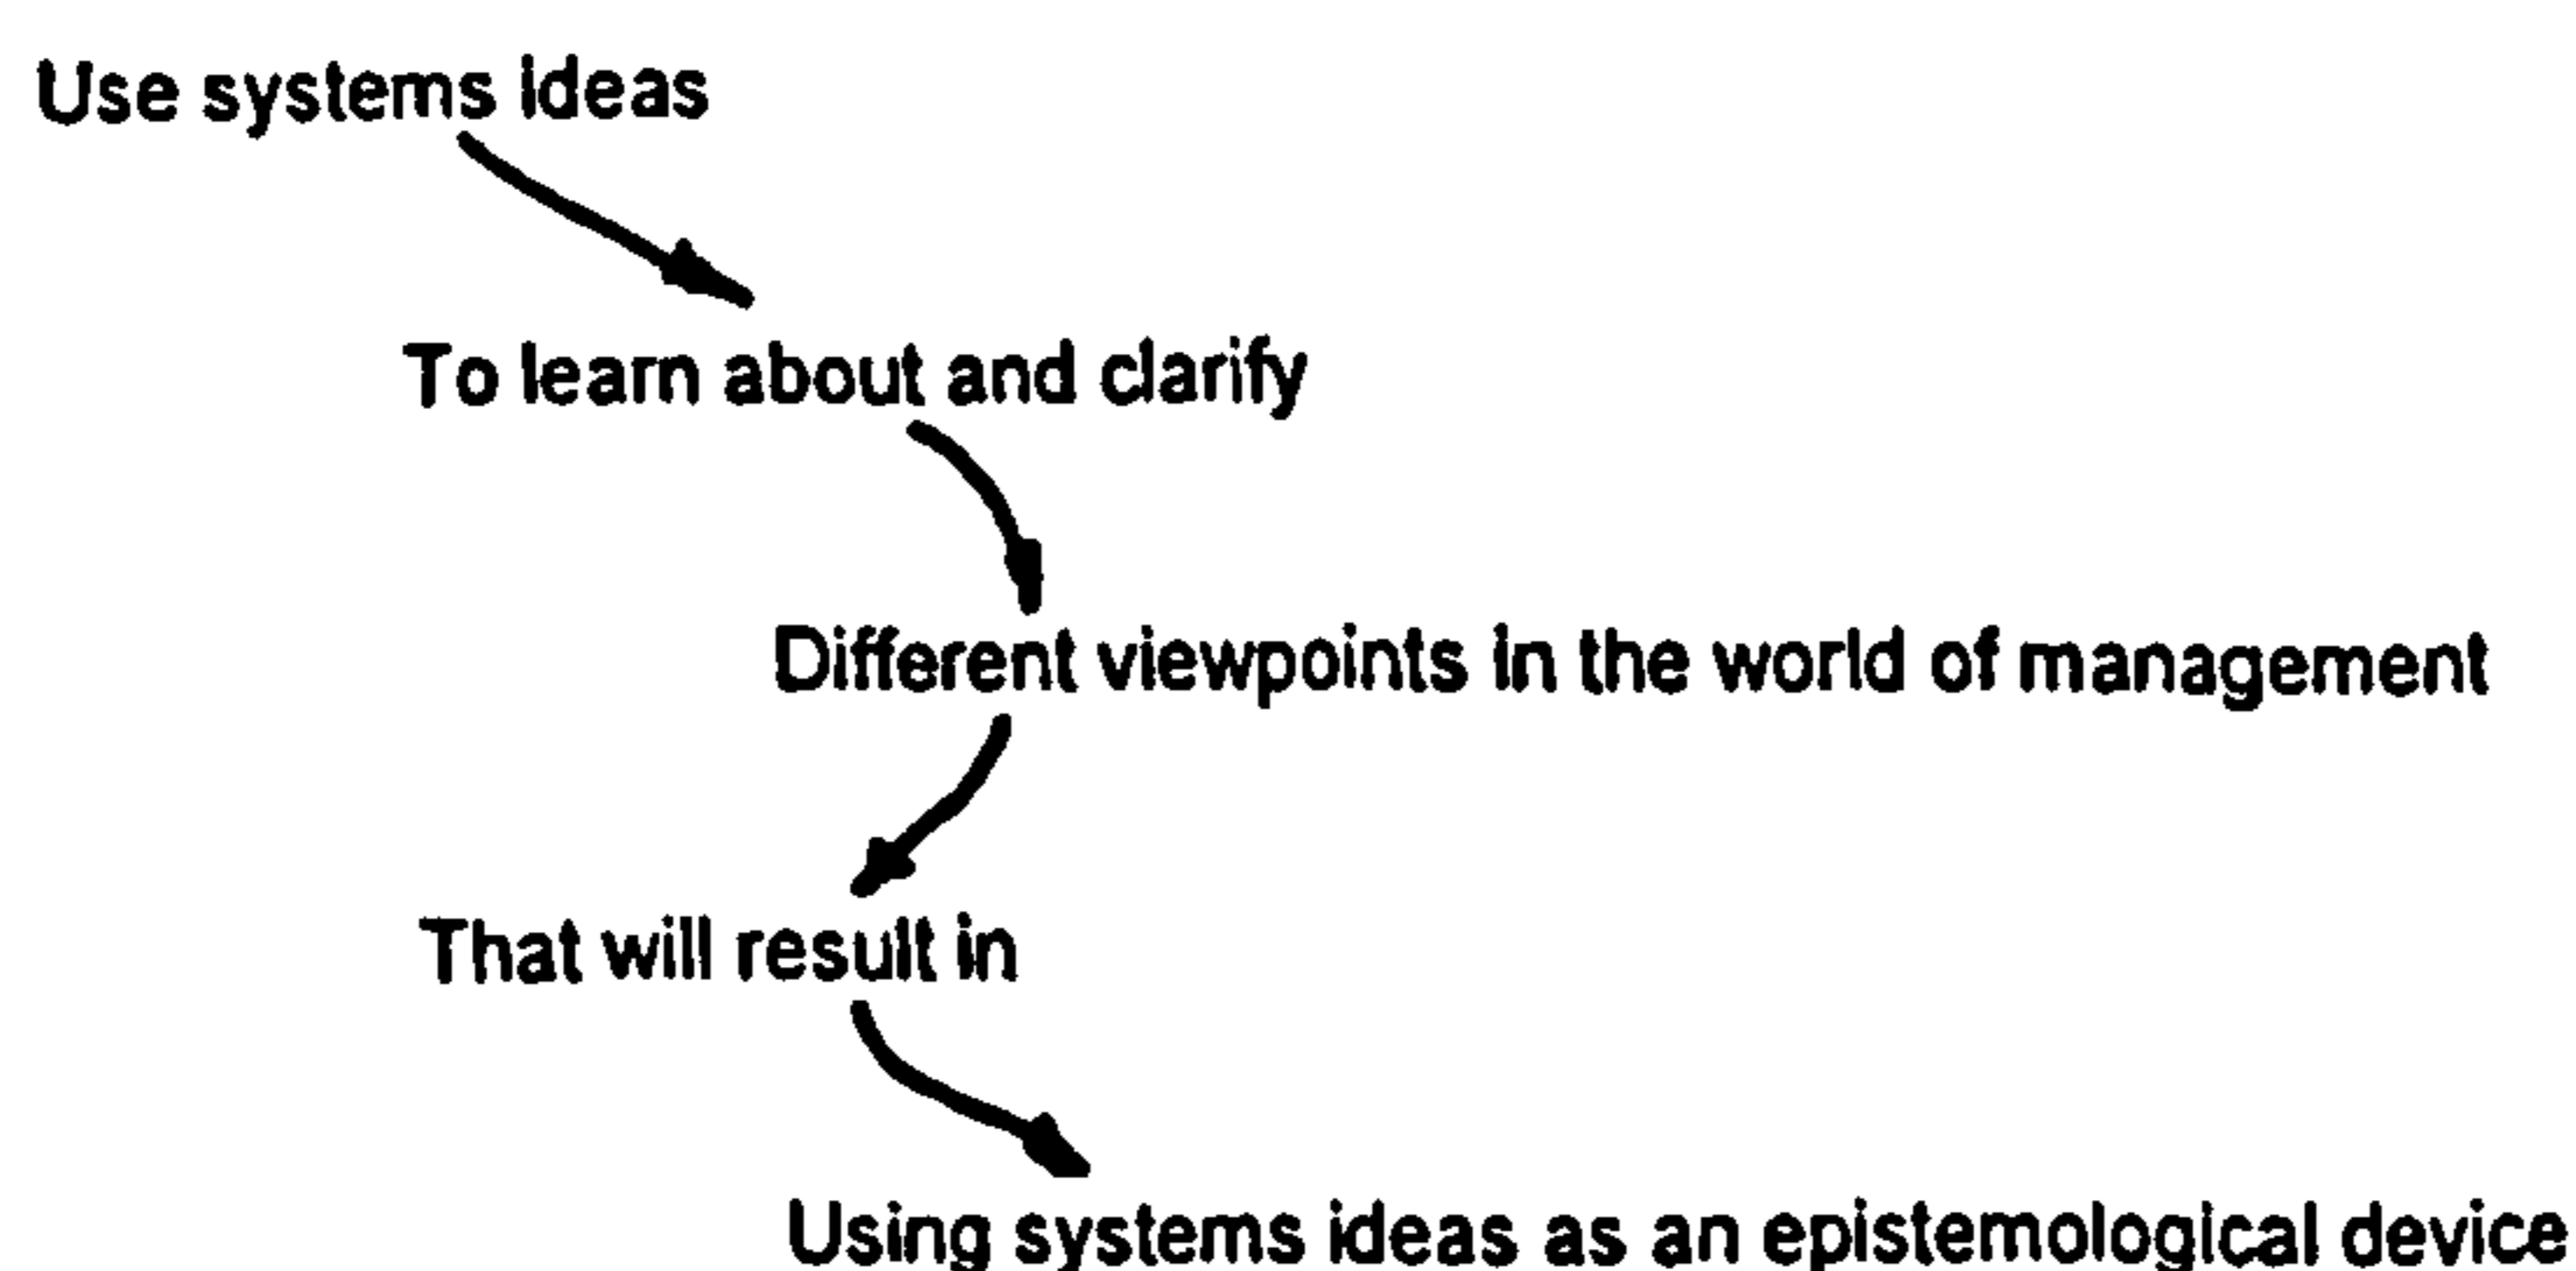 Use systems ideas
To learn about and clarify
Different viewpoints in the world of management
That will result in
Using systems ideas as an epistemological device